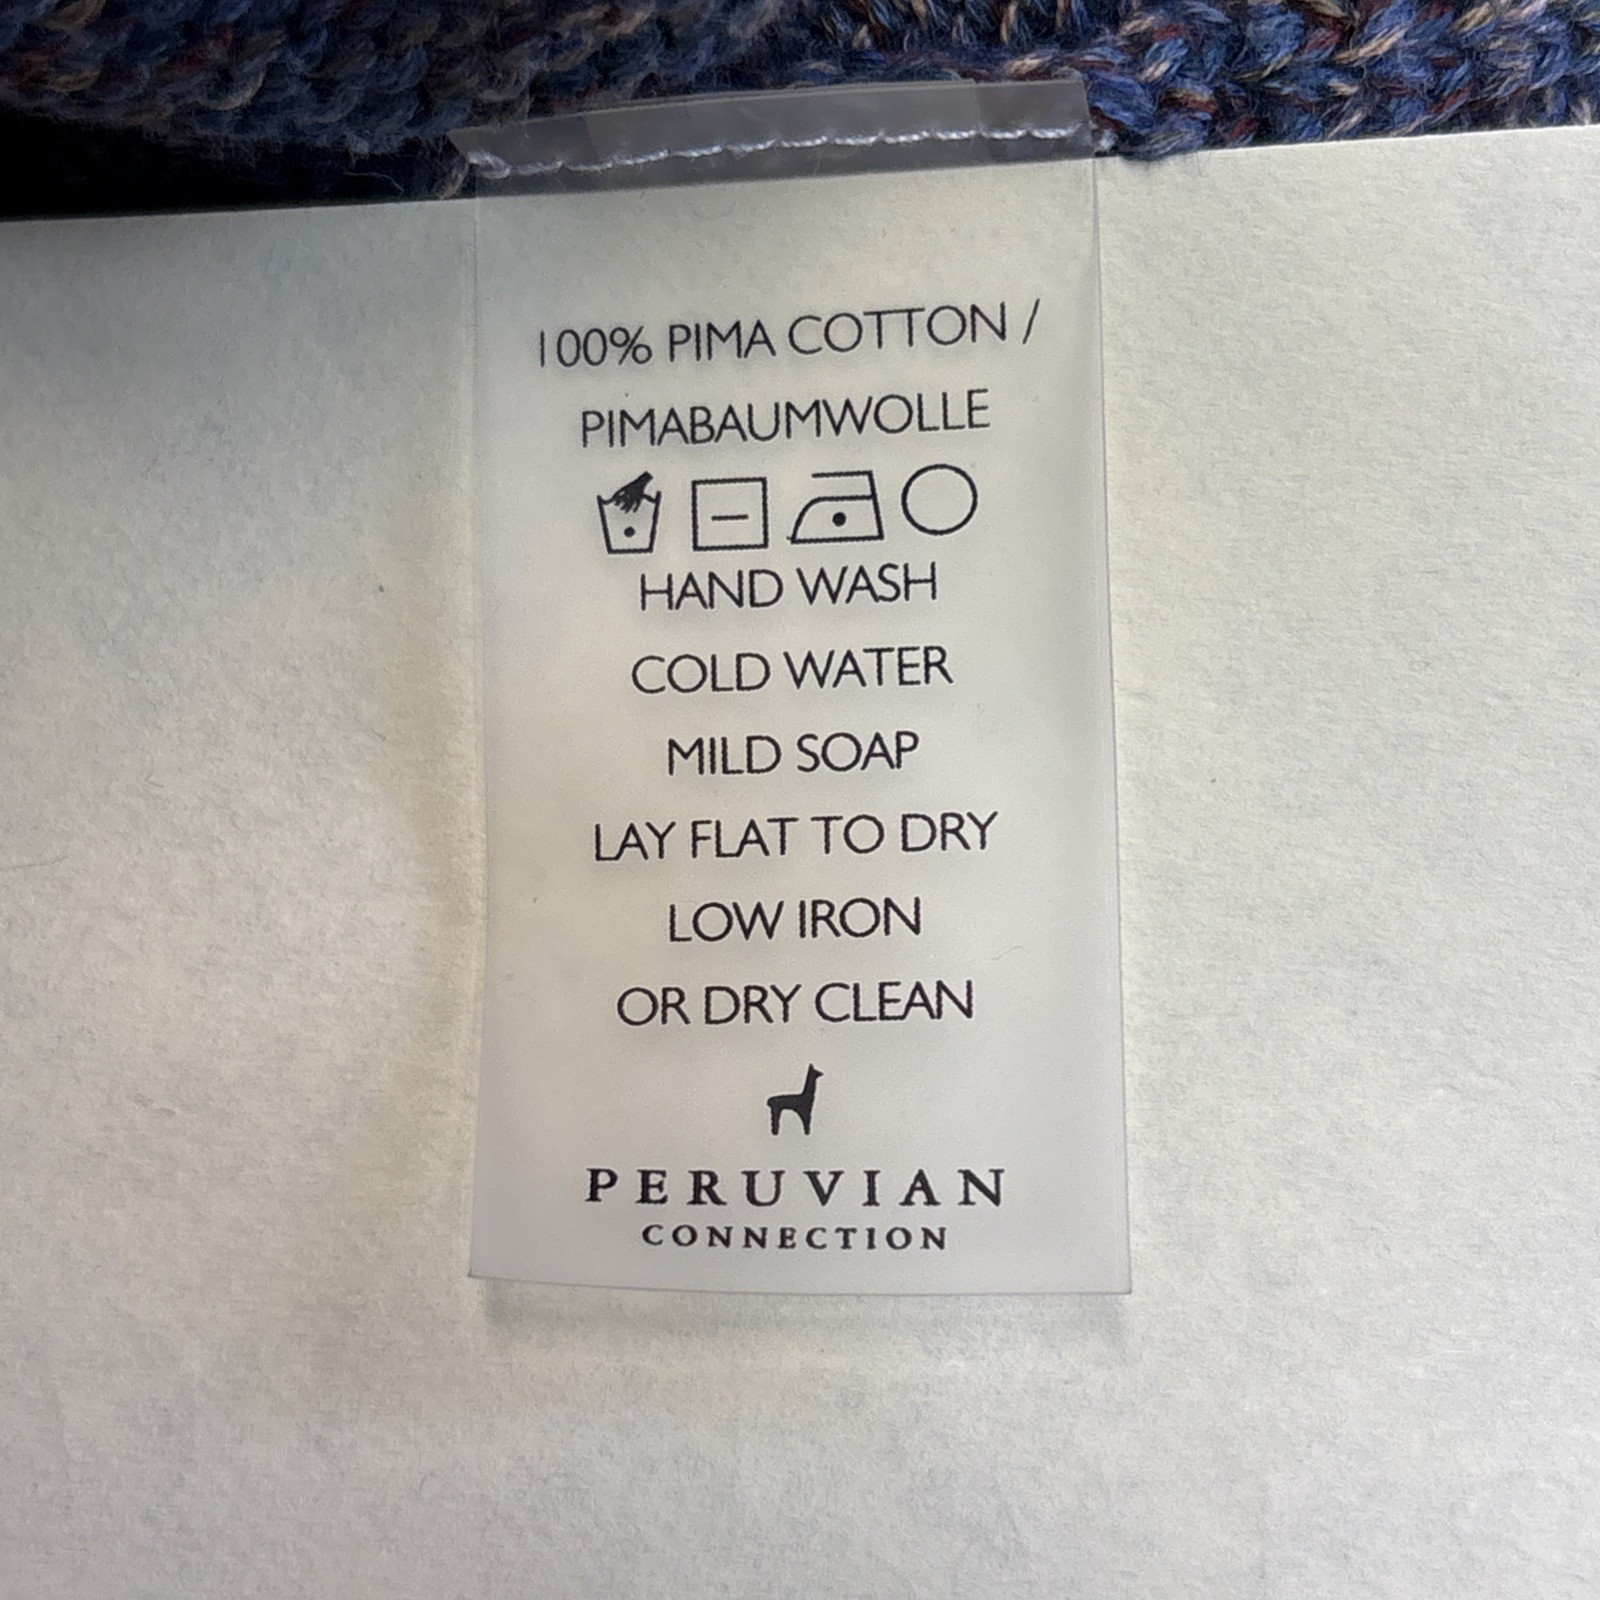 100% PIMA COTTON /
PIMABAUMWOLLE
HAND WASH
COLD WATER
MILD SOAP
LAY FLAT TO DRY
LOW IRON
OR DRY CLEAN
PERUVIAN
CONNECTION